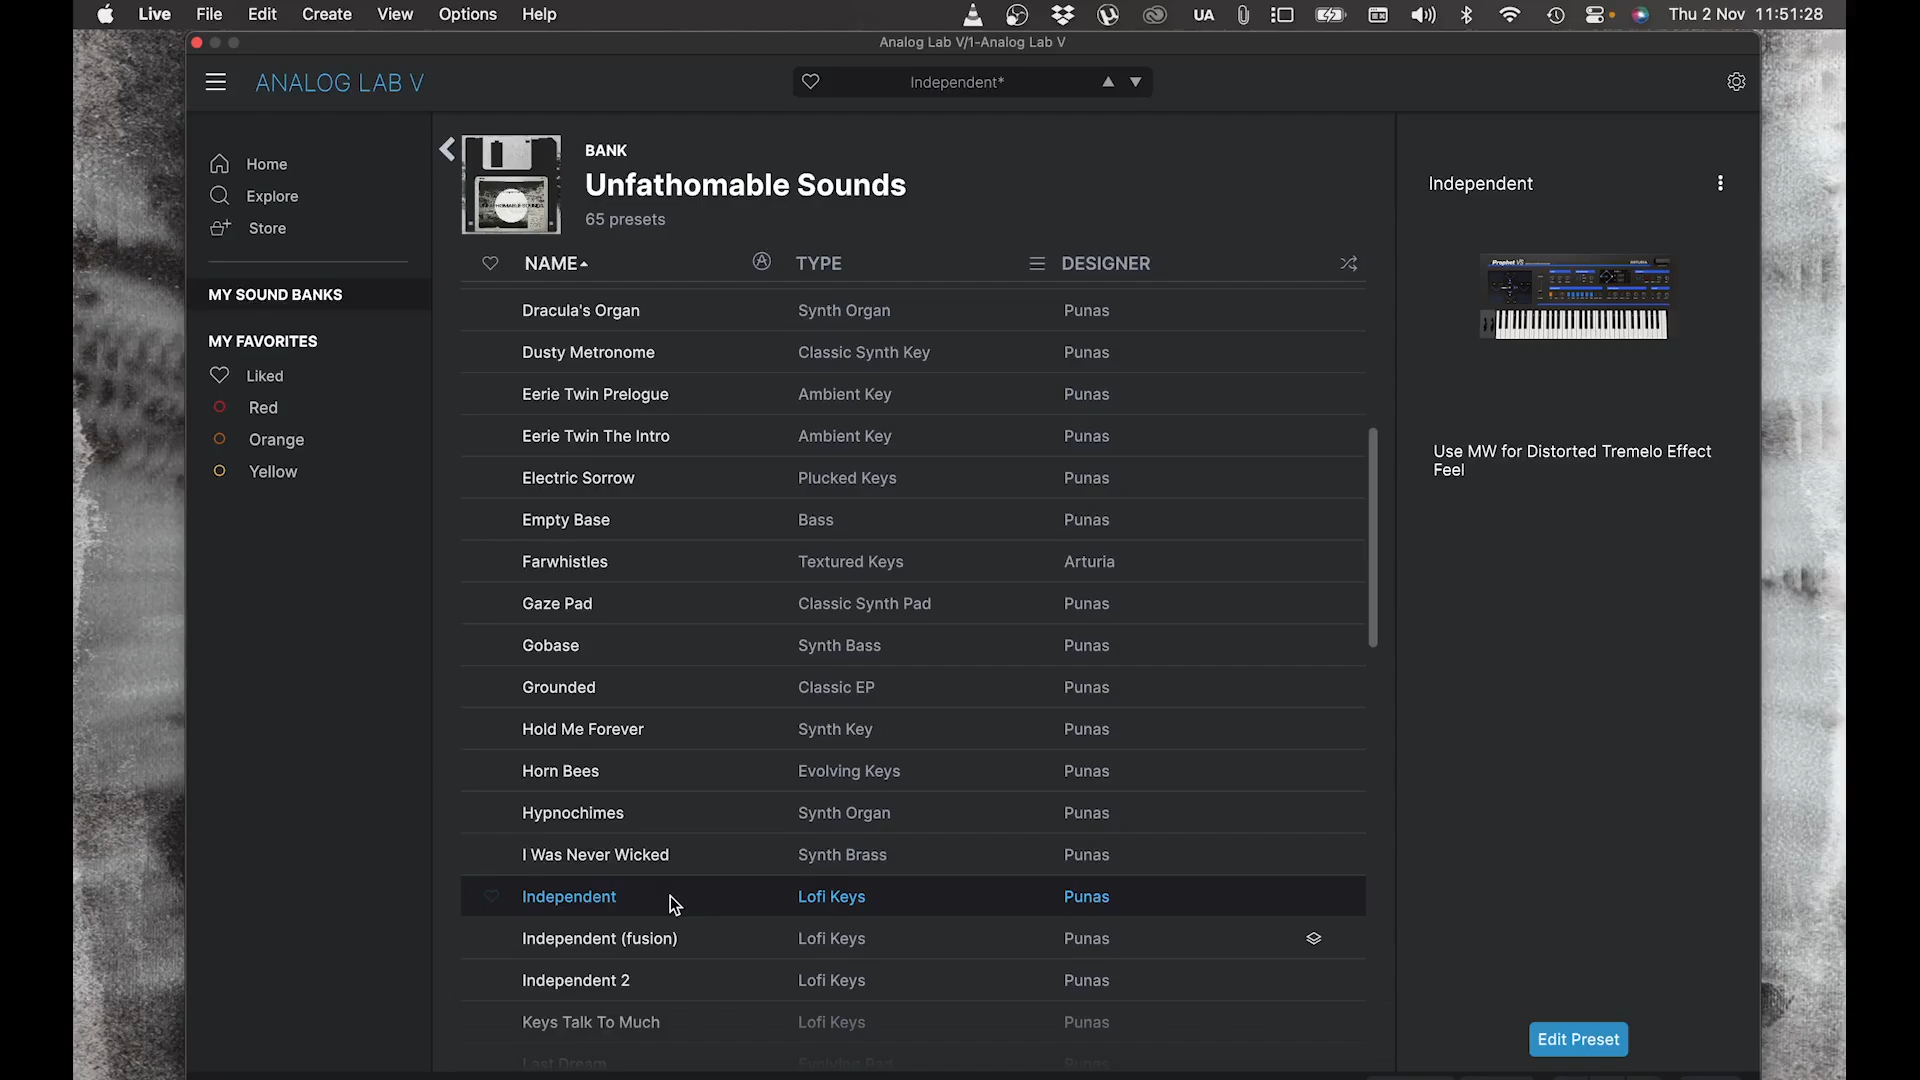 Live File Edit Create View Options Help UA Thu 2 Nov 11:51:28
Analog Lab V/1-Analog Lab V
ANALOG LAB V Independent*
Home
Explore
Store
MY SOUND BANKS
MY FAVORITES
Liked
Red
Orange
Yellow
BANK
Unfathomable Sounds
65 presets
NAME TYPE DESIGNER
Dracula's Organ Synth Organ Punas
Dusty Metronome Classic Synth Key Punas
Eerie Twin Prelogue Ambient Key Punas
Eerie Twin The Intro Ambient Key Punas
Electric Sorrow Plucked Keys Punas
Empty Base Bass Punas
Farwhistles Textured Keys Arturia
Gaze Pad Classic Synth Pad Punas
Gobase Synth Bass Punas
Grounded Classic EP Punas
Hold Me Forever Synth Key Punas
Horn Bees Evolving Keys Punas
Hypnochimes Synth Organ Punas
I Was Never Wicked Synth Brass Punas
Independent Lofi Keys Punas
Independent (fusion) Lofi Keys Punas
Independent 2 Lofi Keys Punas
Keys Talk To Much Lofi Keys Punas
Last Dream Evolving Pad Punas
Independent
Prophet VS
Use MW for Distorted Tremelo Effect
Feel
Edit Preset